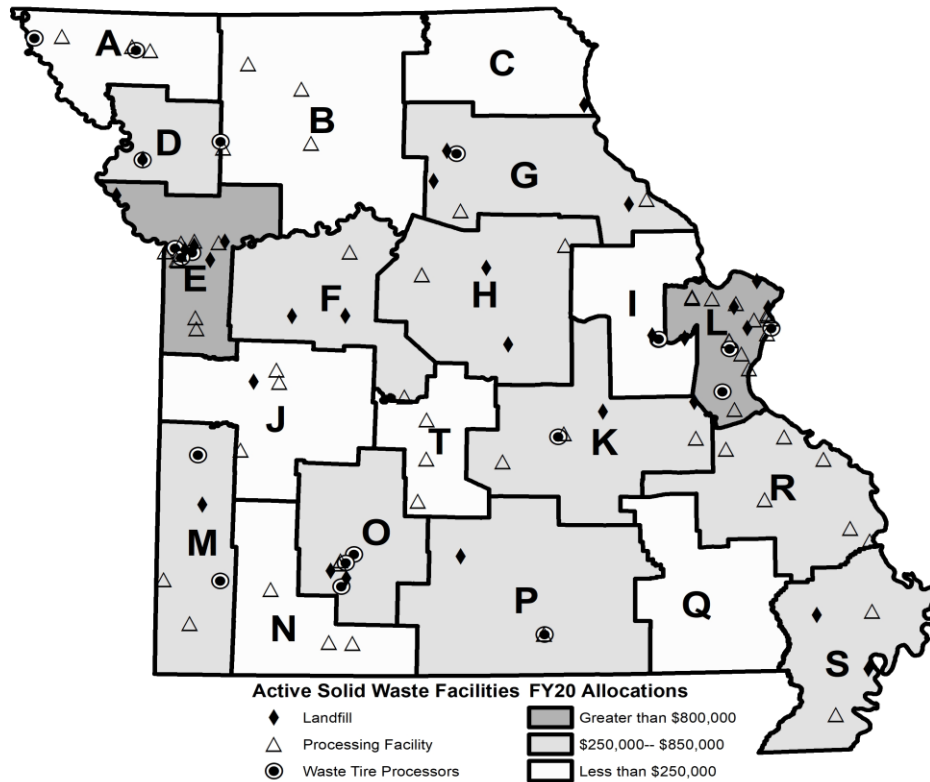 A
B
C
D
G
E
F
H
I
L
J
T
K
R
M
O
N
P
Q
S
Active Solid Waste Facilities FY20 Allocations
Landfill Greater than $800,000
Processing Facility $250,000-- $850,000
Waste Tire Processors Less than $250,000